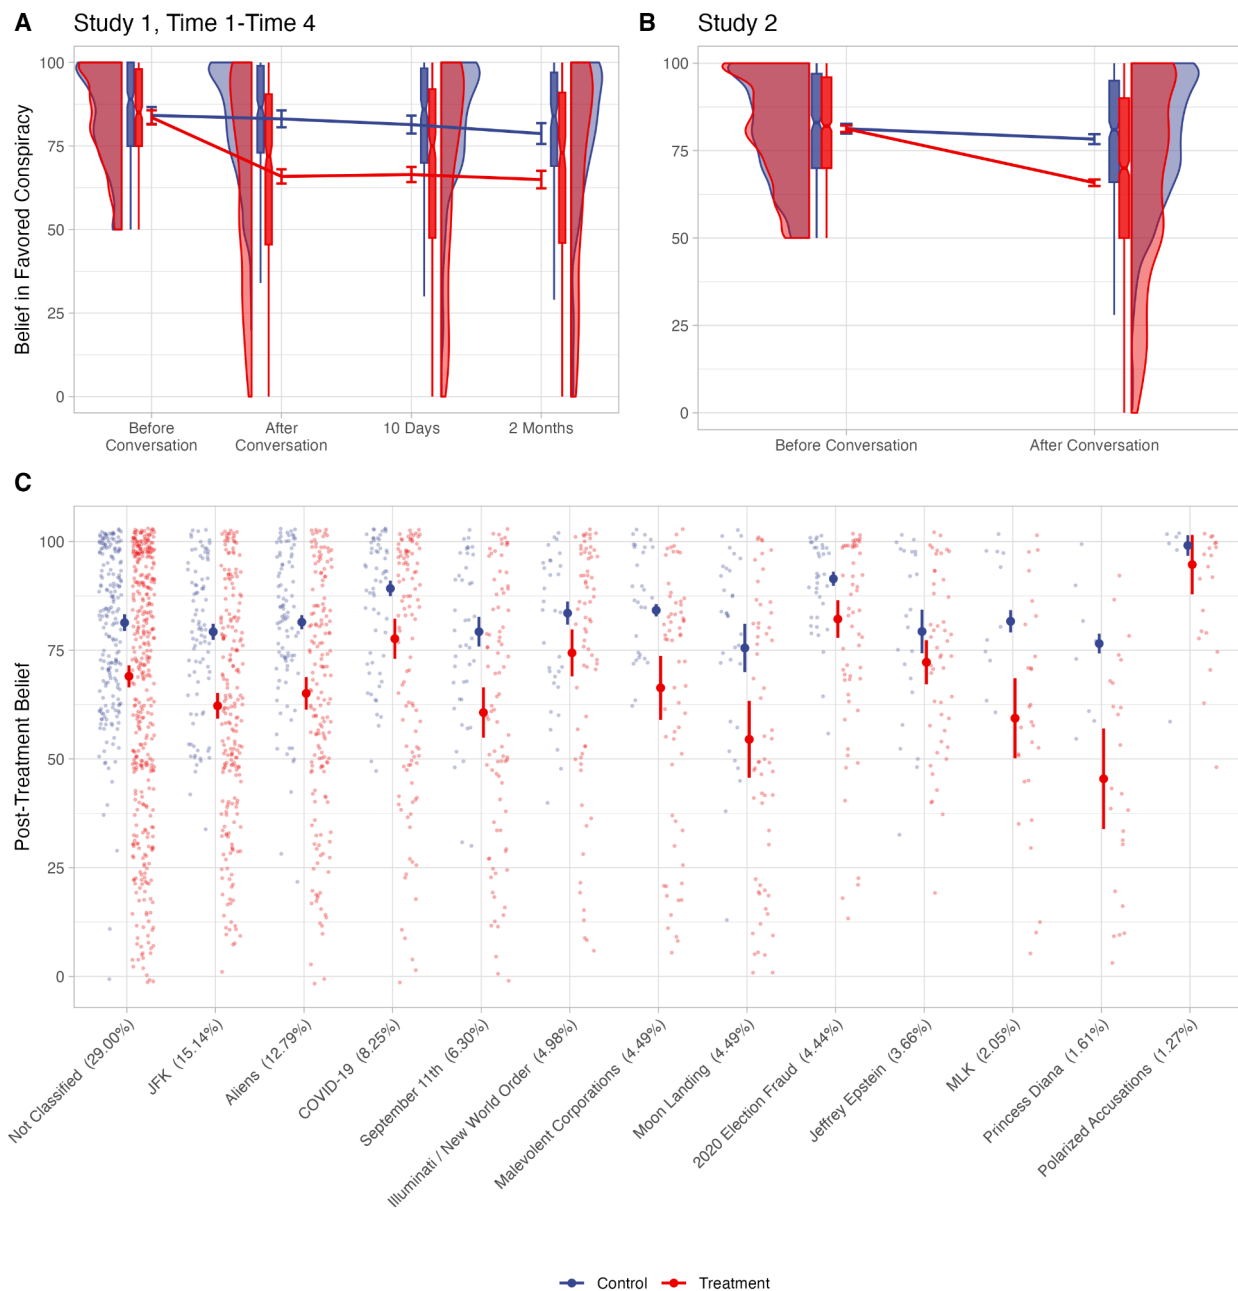 A Study 1, Time 1-Time 4
Belief in Favored Conspiracy
100
75
50
25
0
Before
Conversation
After
Conversation
10 Days
2 Months
B Study 2
100
75
50
25
0
Before Conversation
After Conversation
C
Post-Treatment Belief
100
75
50
25
0
Not Classified (29.00%)
JFK (15.14%)
Aliens (12.79%)
COVID-19 (8.25%)
September 11th (6.30%)
Illuminati / New World Order (4.98%)
Malevolent Corporations (4.49%)
Moon Landing (4.49%)
2020 Election Fraud (4.44%)
Jeffrey Epstein (3.66%)
MLK (2.05%)
Princess Diana (1.61%)
Polarized Accusations (1.27%)
Control Treatment